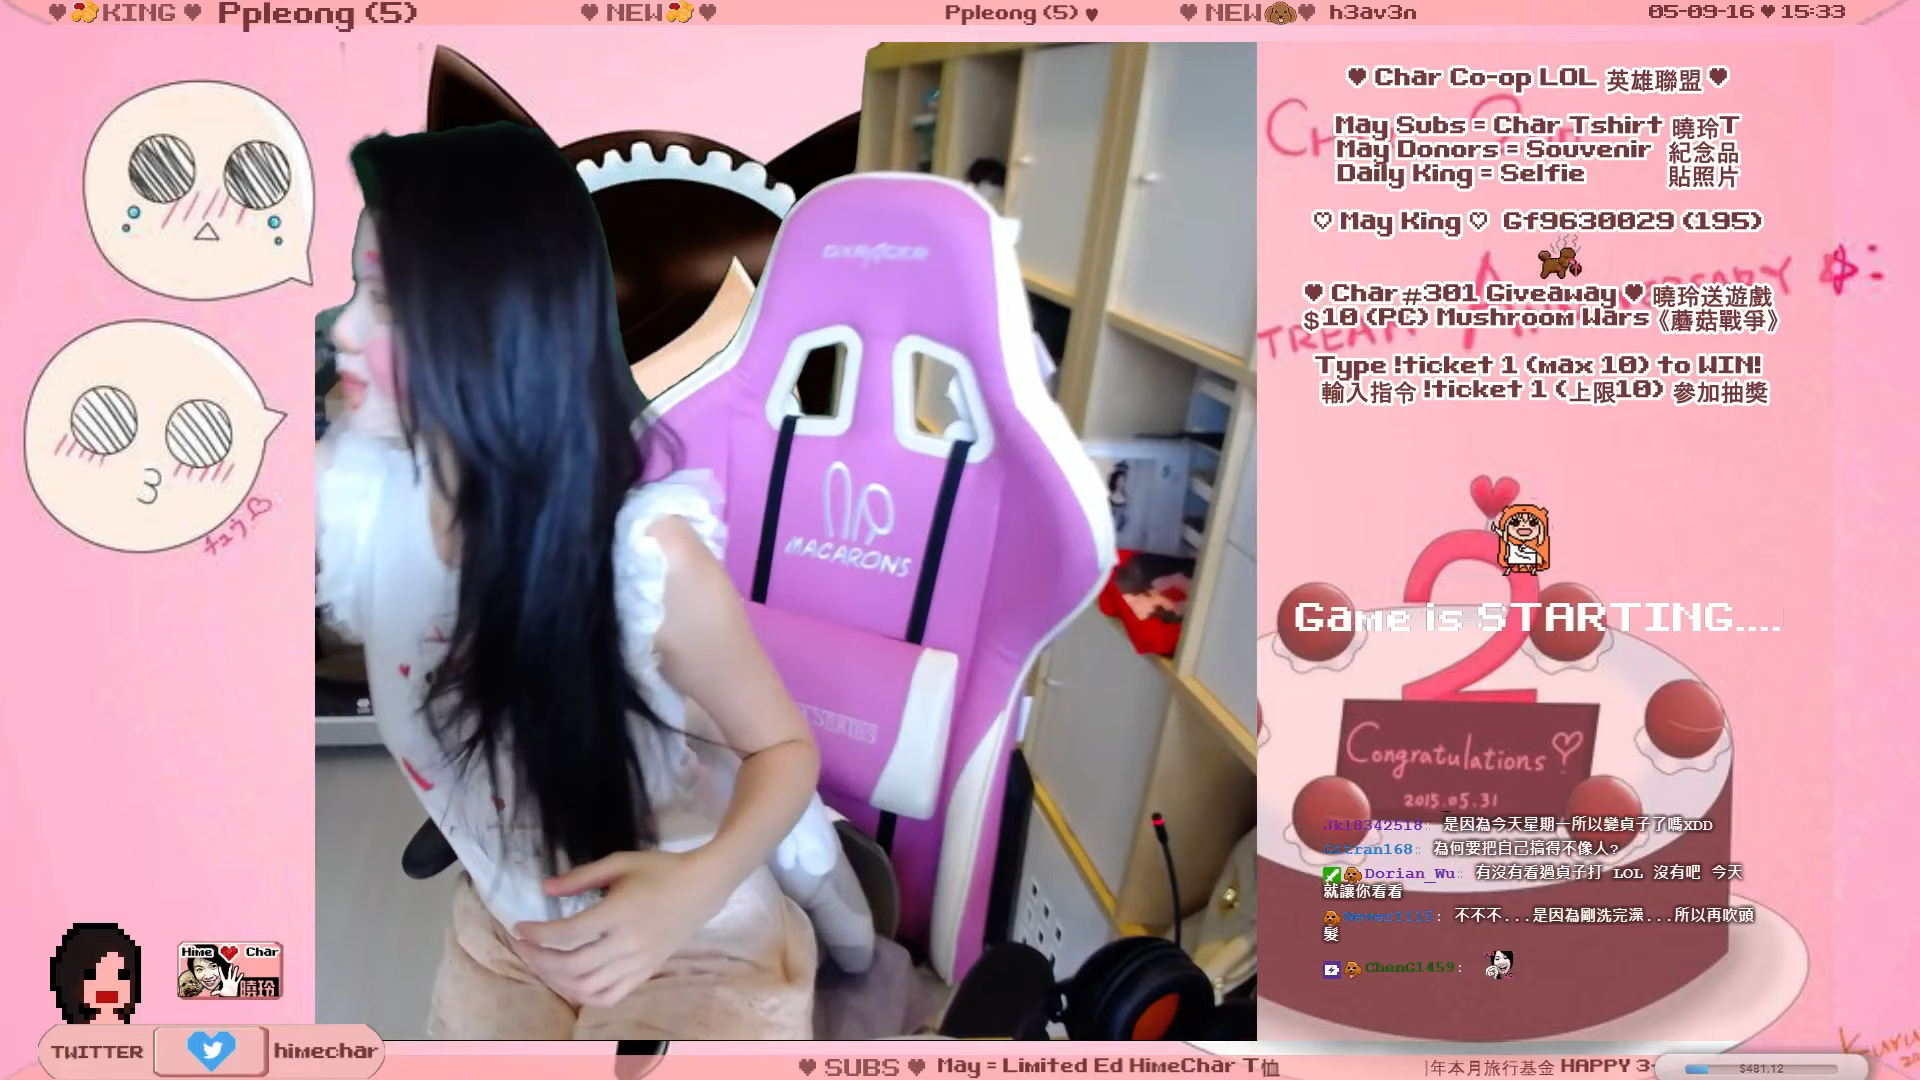 ♥ KING ♥ Ppleong (5)
♥ NEW ♥
Ppleong (5) ♥
♥ NEW ♥ h3av3n
05-09-16 ♥ 15:33
♥ Char Co-op LOL 英雄聯盟 ♥
May Subs = Char Tshirt 曉玲T
May Donors = Souvenir 紀念品
Daily King = Selfie 貼照片
♡ May King ♡ Gf9630029 (195)
♥ Char#301 Giveaway ♥ 曉玲送遊戲
$10 (PC) Mushroom Wars《蘑菇戰爭》
Type !ticket 1 (max 10) to WIN!
輸入指令 !ticket 1 (上限10) 參加抽獎
DXRACER
MACARONS
SERIES
チュウ♡
Game is STARTING....
2
Congratulations ♡
2015.05.31
Jkl8342518: 是因為今天星期一所以變貞子了嗎XDD
為何要把自己搞得不像人?
Dorian_Wu: 有沒有看過貞子打 LOL 沒有吧 今天
就讓你看看
Never1115: 不不不...是因為剛洗完澡...所以再吹頭
髮
ChenG1459:
Hime ♥ Char
曉玲
TWITTER himechar
♥ SUBS ♥ May = Limited Ed HimeChar T恤
年本月旅行基金 HAPPY 3-
$481.12